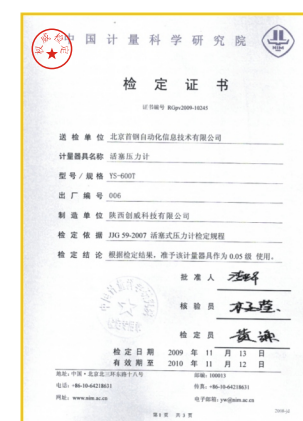 中国计量科学研究院
检定证书
证书编号 RGpv2009-10245
送检单位 北京首钢自动化信息技术有限公司
计量器具名称 活塞压力计
型号/规格 YS-600T
出厂编号 006
制造单位 陕西创威科技有限公司
检定依据 JJG 59-2007 活塞式压力计检定规程
检定结论 根据检定结果，准予该计量器具作为 0.05 级 使用。
批准人
核验员
检定员
检定日期 2009 年 11 月 13 日
有效期至 2010 年 11 月 12 日
地址：中国·北京北三环东路十八号 邮编：100013
电话：+86-10-64218631 传真：+86-10-64218631
网址：www.nim.ac.cn 电子邮箱：yw@nim.ac.cn
第 1 页 共 3 页